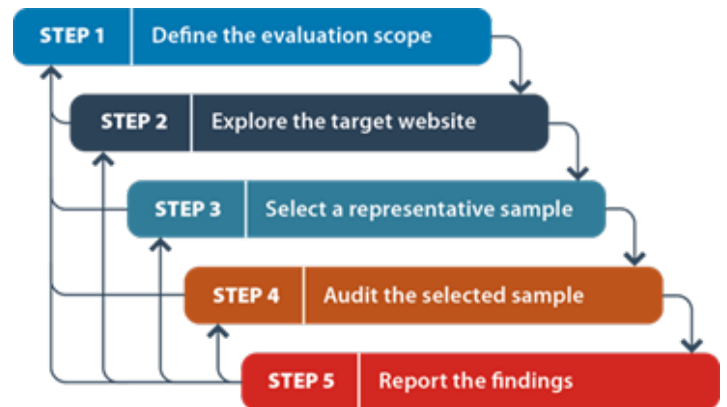 STEP 1 Define the evaluation scope
STEP 2 Explore the target website
STEP 3 Select a representative sample
STEP 4 Audit the selected sample
STEP 5 Report the findings